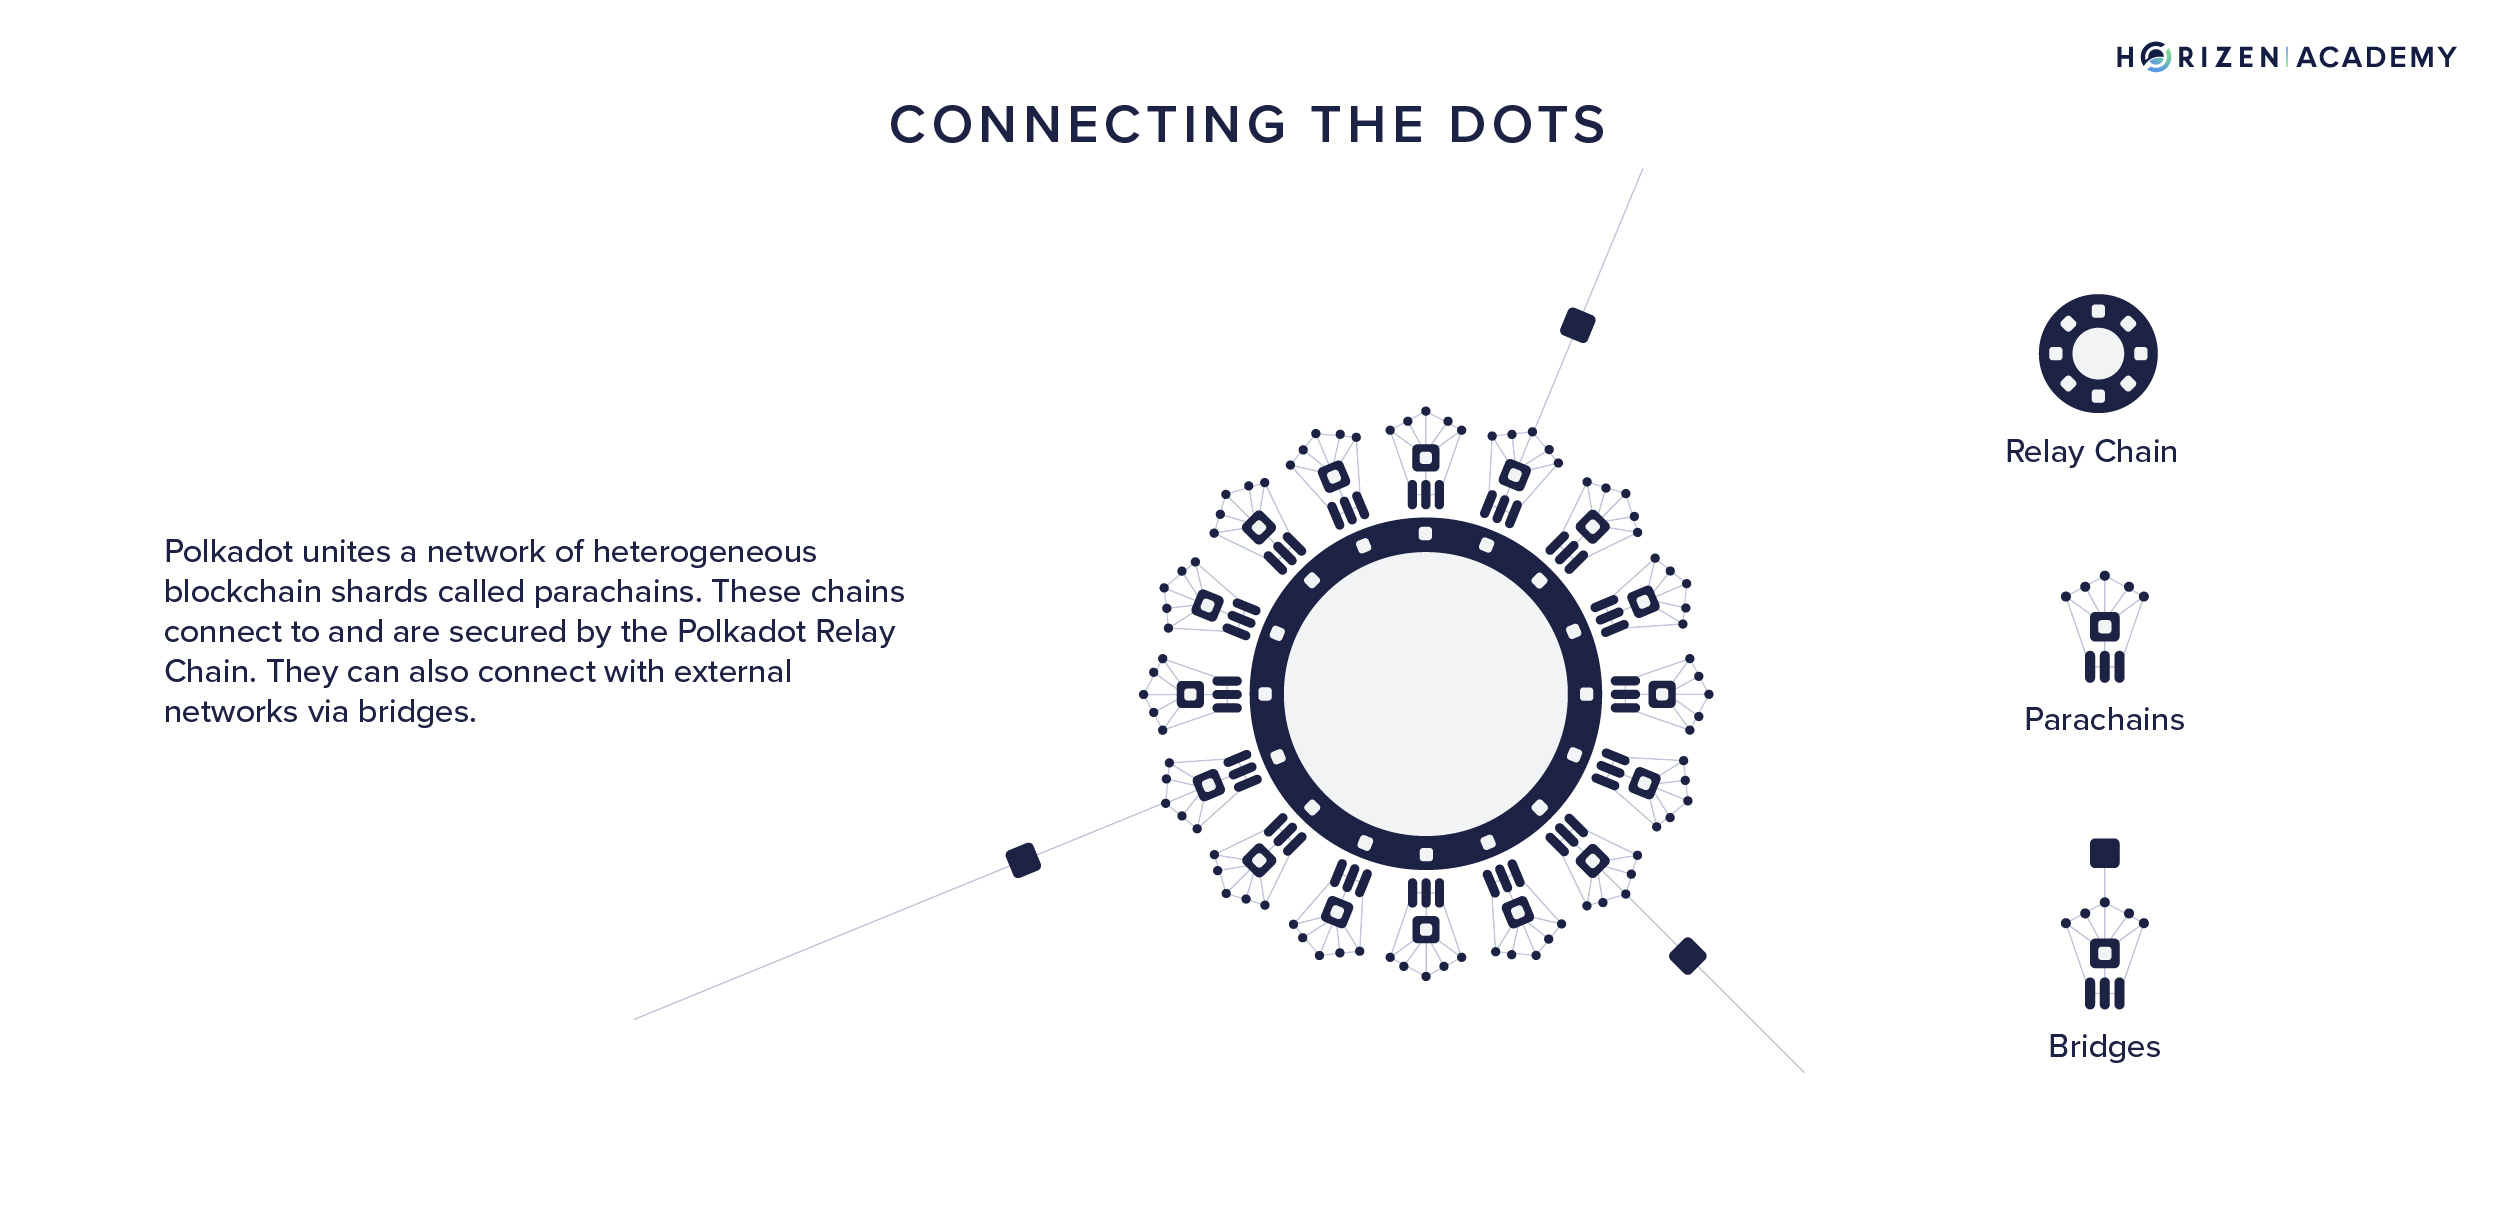 HORIZEN ACADEMY
CONNECTING THE DOTS
Polkadot unites a network of heterogeneous
blockchain shards called parachains. These chains
connect to and are secured by the Polkadot Relay
Chain. They can also connect with external
networks via bridges.
Relay Chain
Parachains
Bridges